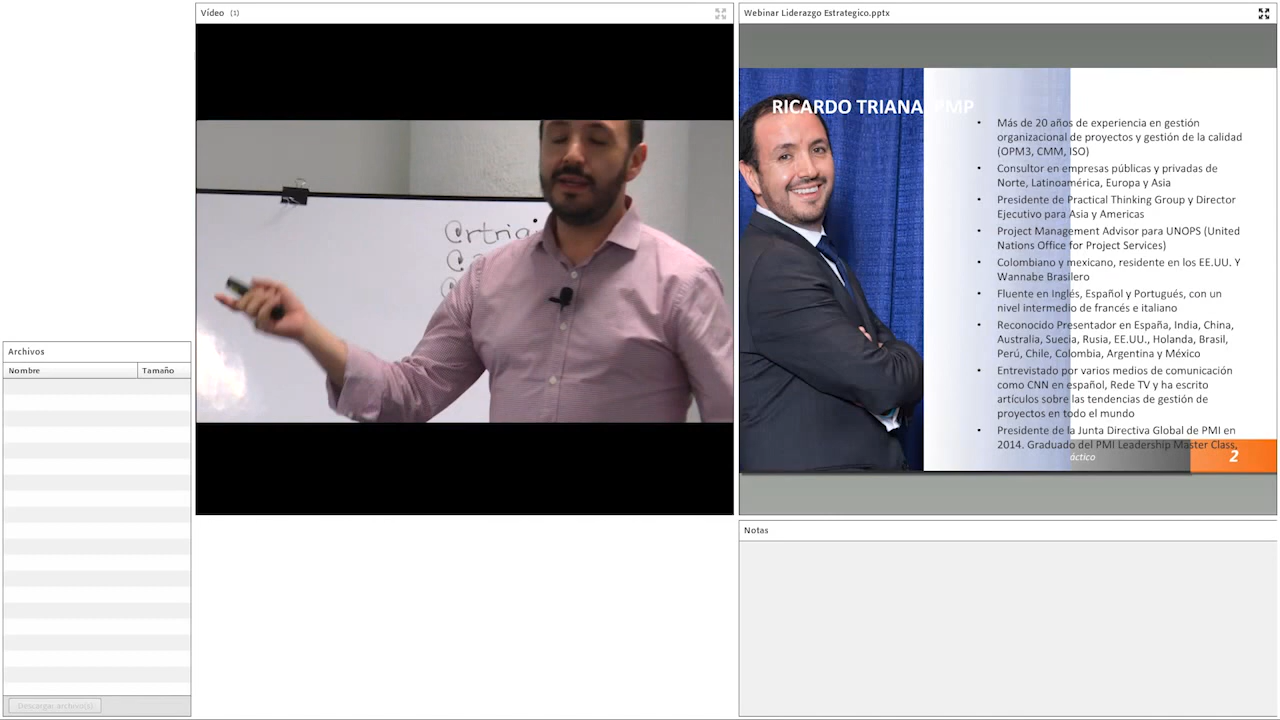 Vídeo (1)
Webinar Liderazgo Estrategico.pptx
RICARDO TRIANA, PMP
• Más de 20 años de experiencia en gestión
organizacional de proyectos y gestión de la calidad
(OPM3, CMM, ISO)
• Consultor en empresas públicas y privadas de
Norte, Latinoamérica, Europa y Asia
• Presidente de Practical Thinking Group y Director
Ejecutivo para Asia y Americas
• Project Management Advisor para UNOPS (United
Nations Office for Project Services)
• Colombiano y mexicano, residente en los EE.UU. Y
Wannabe Brasilero
• Fluente en Inglés, Español y Portugués, con un
nivel intermedio de francés e italiano
• Reconocido Presentador en España, India, China,
Australia, Suecia, Rusia, EE.UU., Holanda, Brasil,
Perú, Chile, Colombia, Argentina y México
• Entrevistado por varios medios de comunicación
como CNN en español, Rede TV y ha escrito
artículos sobre las tendencias de gestión de
proyectos en todo el mundo
• Presidente de la Junta Directiva Global de PMI en
2014. Graduado del PMI Leadership Master Class.
áctico
2
Archivos
Nombre Tamaño
Descargar archivo(s)
Notas